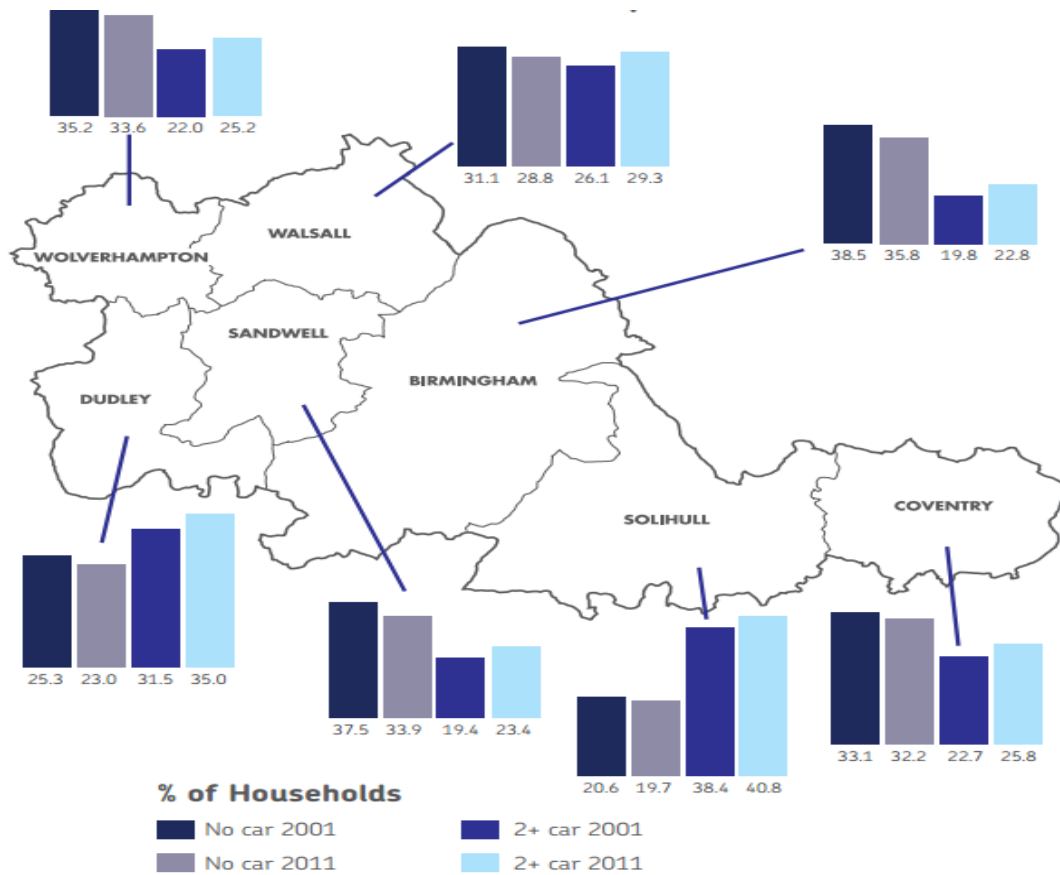 35.2 33.6 22.0 25.2
31.1 28.8 26.1 29.3
38.5 35.8 19.8 22.8
WALSALL
WOLVERHAMPTON
SANDWELL
BIRMINGHAM
DUDLEY
COVENTRY
SOLIHULL
25.3 23.0 31.5 35.0
37.5 33.9 19.4 23.4
20.6 19.7 38.4 40.8
33.1 32.2 22.7 25.8
% of Households
No car 2001 2+ car 2001
No car 2011 2+ car 2011